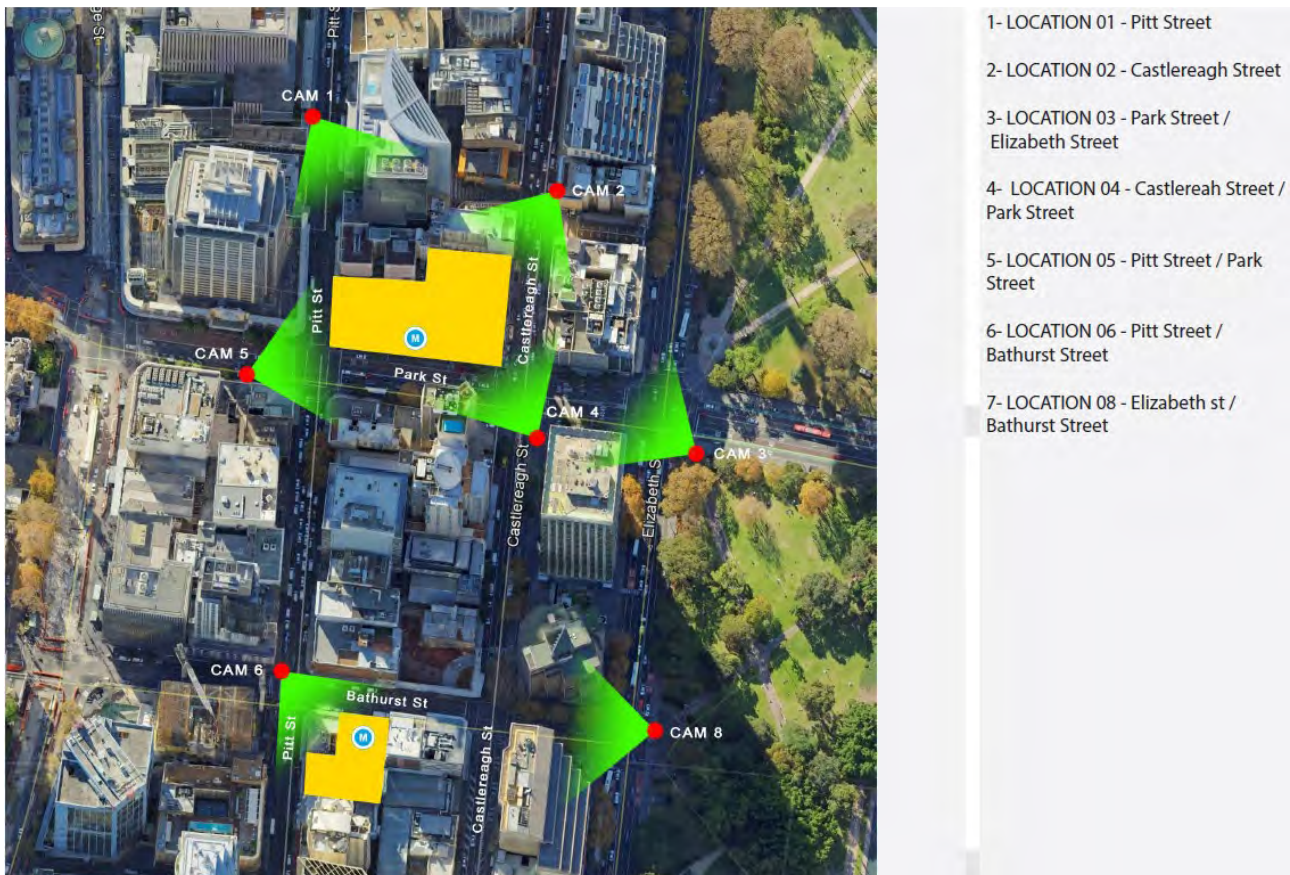 Pitt S
ge St
CAM 1
CAM 2
Pitt St
Castlereagh St
M
CAM 5
Park St
CAM 4
CAM 3
Castlereagh St
Elizabeth S
CAM 6
Bathurst St
Pitt St
M
CAM 8
Castlereagh St
1- LOCATION 01 - Pitt Street
2- LOCATION 02 - Castlereagh Street
3- LOCATION 03 - Park Street /
Elizabeth Street
4- LOCATION 04 - Castlereah Street /
Park Street
5- LOCATION 05 - Pitt Street / Park
Street
6- LOCATION 06 - Pitt Street /
Bathurst Street
7- LOCATION 08 - Elizabeth st /
Bathurst Street